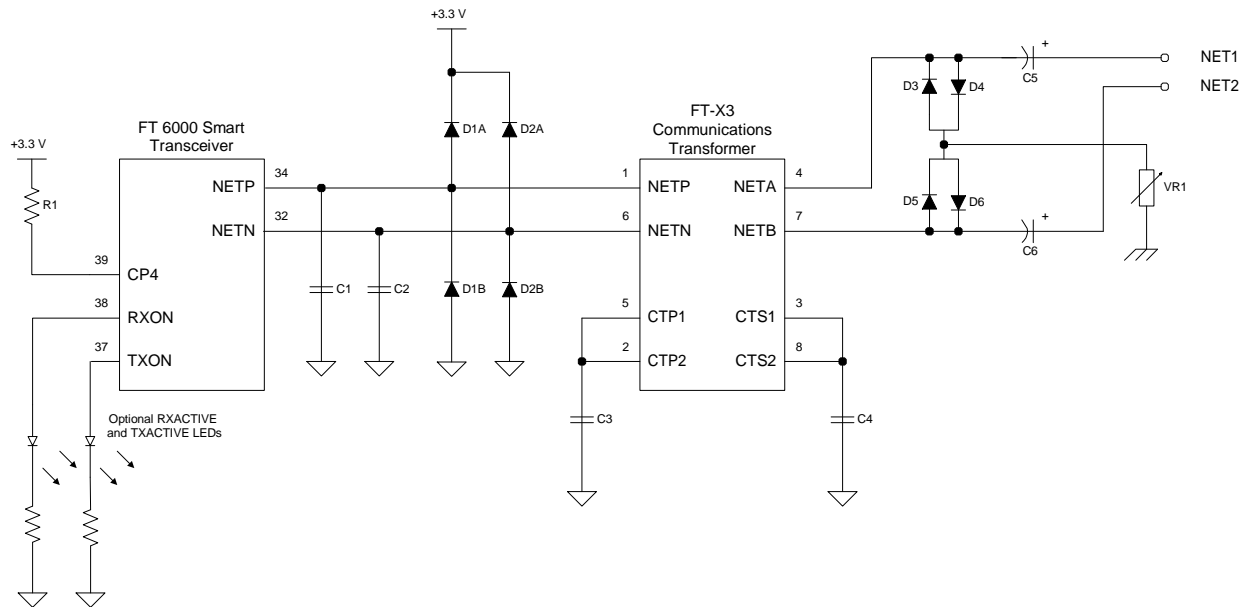 +3.3 V
NET1
+
C5
NET2
D3
D4
FT-X3
Communications
Transformer
FT 6000 Smart
Transceiver
D1A
D2A
+3.3 V
34
NETP
1
NETP
NETA
4
R1
VR1
32
NETN
6
NETN
NETB
7
D5
D6
+
C6
39
CP4
C1
C2
D1B
D2B
38
RXON
5
CTP1
CTS1
3
37
TXON
2
CTP2
CTS2
8
Optional RXACTIVE
and TXACTIVE LEDs
C3
C4